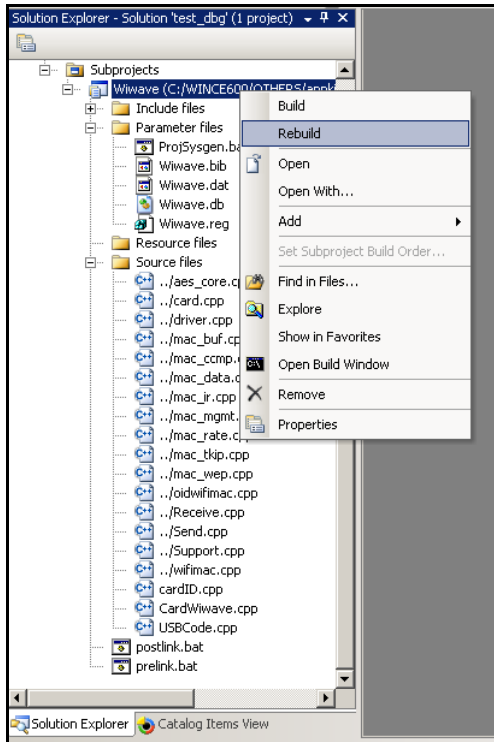 Solution Explorer - Solution 'test_dbg' (1 project)
Subprojects
Wiwave (C:/WINCE600/OTHERS/appki
Include files
Parameter files
ProjSysgen.ba
Wiwave.bib
Wiwave.dat
Wiwave.db
Wiwave.reg
Resource files
Source files
../aes_core.c
../card.cpp
../driver.cpp
../mac_buf.cp
../mac_ccmp.
../mac_data.c
../mac_ir.cpp
../mac_mgmt.
../mac_rate.cpp
../mac_tkip.cpp
../mac_wep.cpp
../oidwifimac.cpp
../Receive.cpp
../Send.cpp
../Support.cpp
../wifimac.cpp
cardID.cpp
CardWiwave.cpp
USBCode.cpp
postlink.bat
prelink.bat
Build
Rebuild
Open
Open With...
Add
Set Subproject Build Order...
Find in Files...
Explore
Show in Favorites
Open Build Window
Remove
Properties
Solution Explorer
Catalog Items View